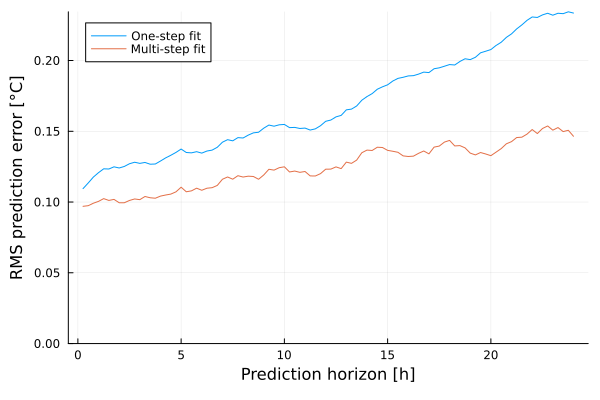 One-step fit
Multi-step fit
0.20
0.15
0.10
0.05
0.00
RMS prediction error [°C]
0 5 10 15 20
Prediction horizon [h]